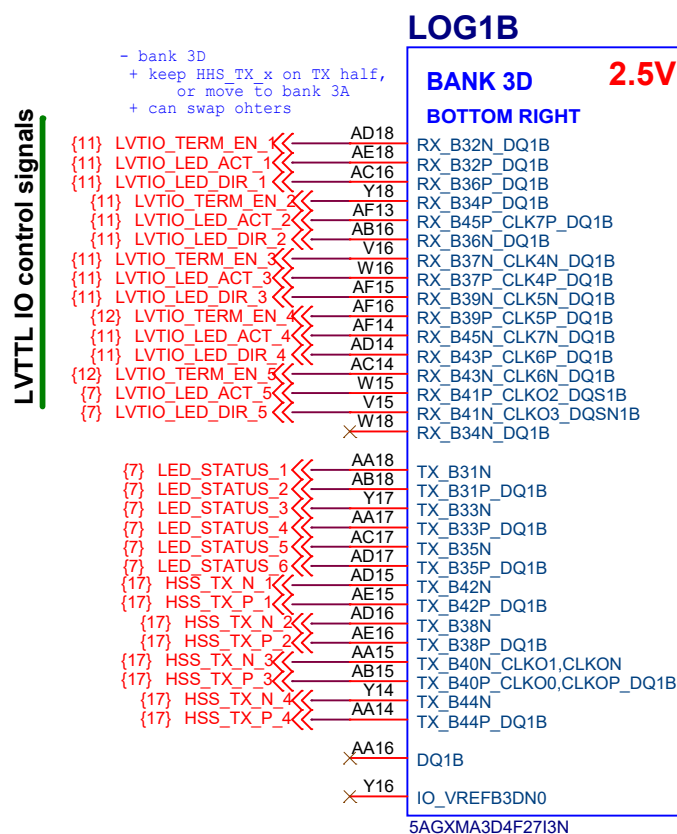 LOG1B
- bank 3D
+ keep HHS_TX_x on TX half,
or move to bank 3A
+ can swap ohters
BANK 3D 2.5V
BOTTOM RIGHT
LVTTL IO control signals
{11} LVTIO_TERM_EN_1 AD18 RX_B32N_DQ1B
{11} LVTIO_LED_ACT_1 AE18 RX_B32P_DQ1B
{11} LVTIO_LED_DIR_1 AC16 RX_B36P_DQ1B
{11} LVTIO_TERM_EN_2 Y18 RX_B34P_DQ1B
{11} LVTIO_LED_ACT_2 AF13 RX_B45P_CLK7P_DQ1B
{11} LVTIO_LED_DIR_2 AB16 RX_B36N_DQ1B
{11} LVTIO_TERM_EN_3 V16 RX_B37N_CLK4N_DQ1B
{11} LVTIO_LED_ACT_3 W16 RX_B37P_CLK4P_DQ1B
{11} LVTIO_LED_DIR_3 AF15 RX_B39N_CLK5N_DQ1B
{12} LVTIO_TERM_EN_4 AF16 RX_B39P_CLK5P_DQ1B
{11} LVTIO_LED_ACT_4 AF14 RX_B45N_CLK7N_DQ1B
{11} LVTIO_LED_DIR_4 AD14 RX_B43P_CLK6P_DQ1B
{12} LVTIO_TERM_EN_5 AC14 RX_B43N_CLK6N_DQ1B
{7} LVTIO_LED_ACT_5 W15 RX_B41P_CLKO2_DQS1B
{7} LVTIO_LED_DIR_5 V15 RX_B41N_CLKO3_DQSN1B
W18 RX_B34N_DQ1B
{7} LED_STATUS_1 AA18 TX_B31N
{7} LED_STATUS_2 AB18 TX_B31P_DQ1B
{7} LED_STATUS_3 Y17 TX_B33N
{7} LED_STATUS_4 AA17 TX_B33P_DQ1B
{7} LED_STATUS_5 AC17 TX_B35N
{7} LED_STATUS_6 AD17 TX_B35P_DQ1B
{17} HSS_TX_N_1 AD15 TX_B42N
{17} HSS_TX_P_1 AE15 TX_B42P_DQ1B
{17} HSS_TX_N_2 AD16 TX_B38N
{17} HSS_TX_P_2 AE16 TX_B38P_DQ1B
{17} HSS_TX_N_3 AA15 TX_B40N_CLKO1,CLKON
{17} HSS_TX_P_3 AB15 TX_B40P_CLKO0,CLKOP_DQ1B
{17} HSS_TX_N_4 Y14 TX_B44N
{17} HSS_TX_P_4 AA14 TX_B44P_DQ1B
AA16 DQ1B
Y16 IO_VREFB3DN0
5AGXMA3D4F27I3N